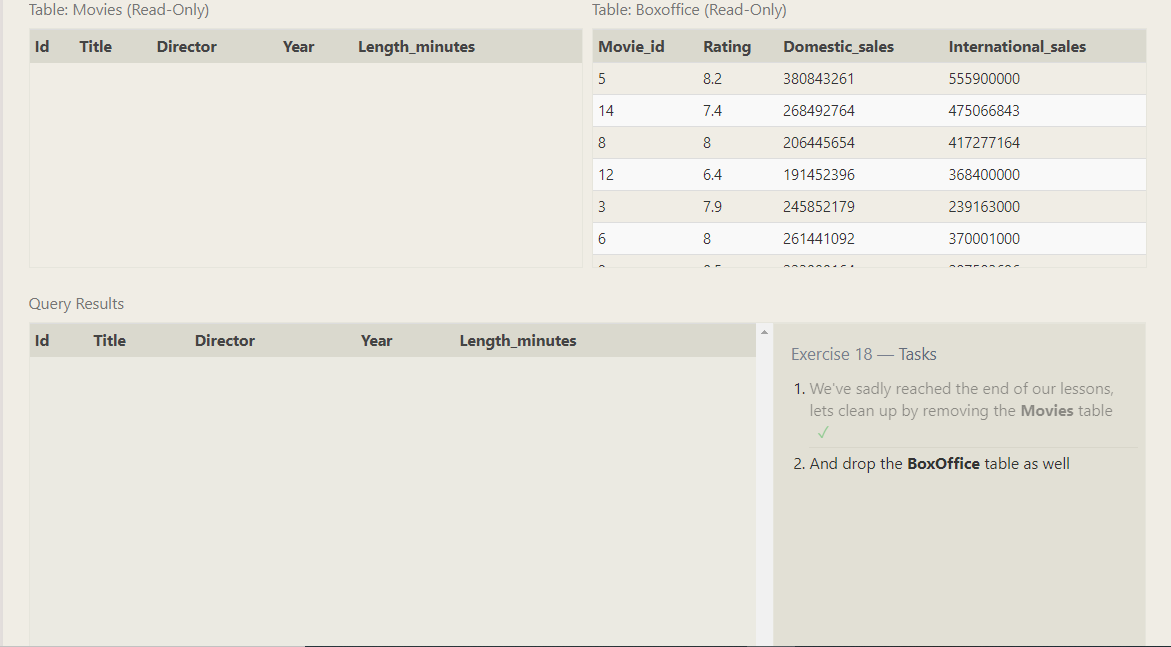 Table: Movies (Read-Only)
Id Title Director Year Length_minutes
Table: Boxoffice (Read-Only)
Movie_id Rating Domestic_sales International_sales
5 8.2 380843261 555900000
14 7.4 268492764 475066843
8 8 206445654 417277164
12 6.4 191452396 368400000
3 7.9 245852179 239163000
6 8 261441092 370001000
Query Results
Id Title Director Year Length_minutes
Exercise 18 — Tasks
1. We've sadly reached the end of our lessons,
lets clean up by removing the Movies table
✓
2. And drop the BoxOffice table as well